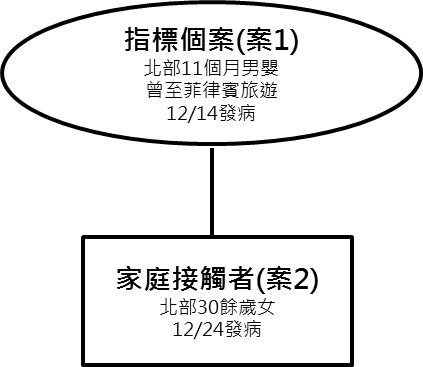 指標個案(案1)
北部11個月男嬰
曾至菲律賓旅遊
12/14發病
家庭接觸者(案2)
北部30餘歲女
12/24發病